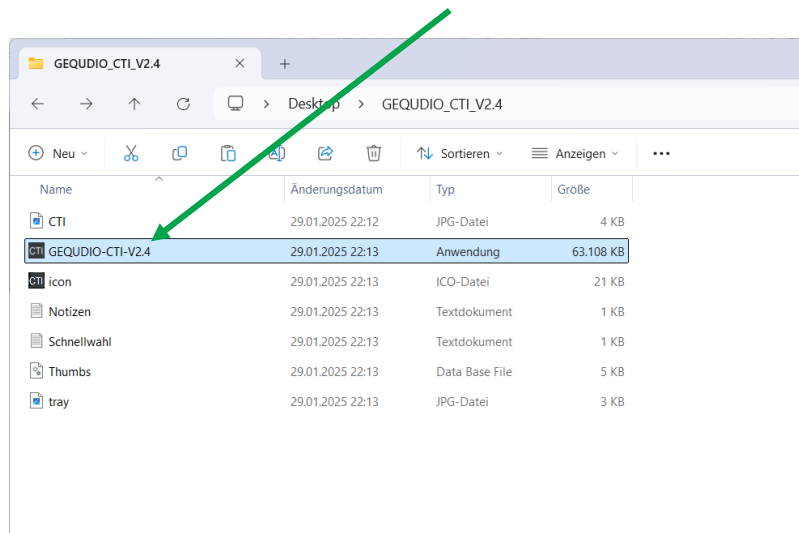 GEQUDIO_CTI_V2.4
Desktop GEQUDIO_CTI_V2.4
Neu Sortieren Anzeigen
Name Änderungsdatum Typ Größe
CTI 29.01.2025 22:12 JPG-Datei 4 KB
CTI GEQUDIO-CTI-V2.4 29.01.2025 22:13 Anwendung 63.108 KB
CTI icon 29.01.2025 22:13 ICO-Datei 21 KB
Notizen 29.01.2025 22:13 Textdokument 1 KB
Schnellwahl 29.01.2025 22:13 Textdokument 1 KB
Thumbs 29.01.2025 22:13 Data Base File 5 KB
tray 29.01.2025 22:13 JPG-Datei 3 KB